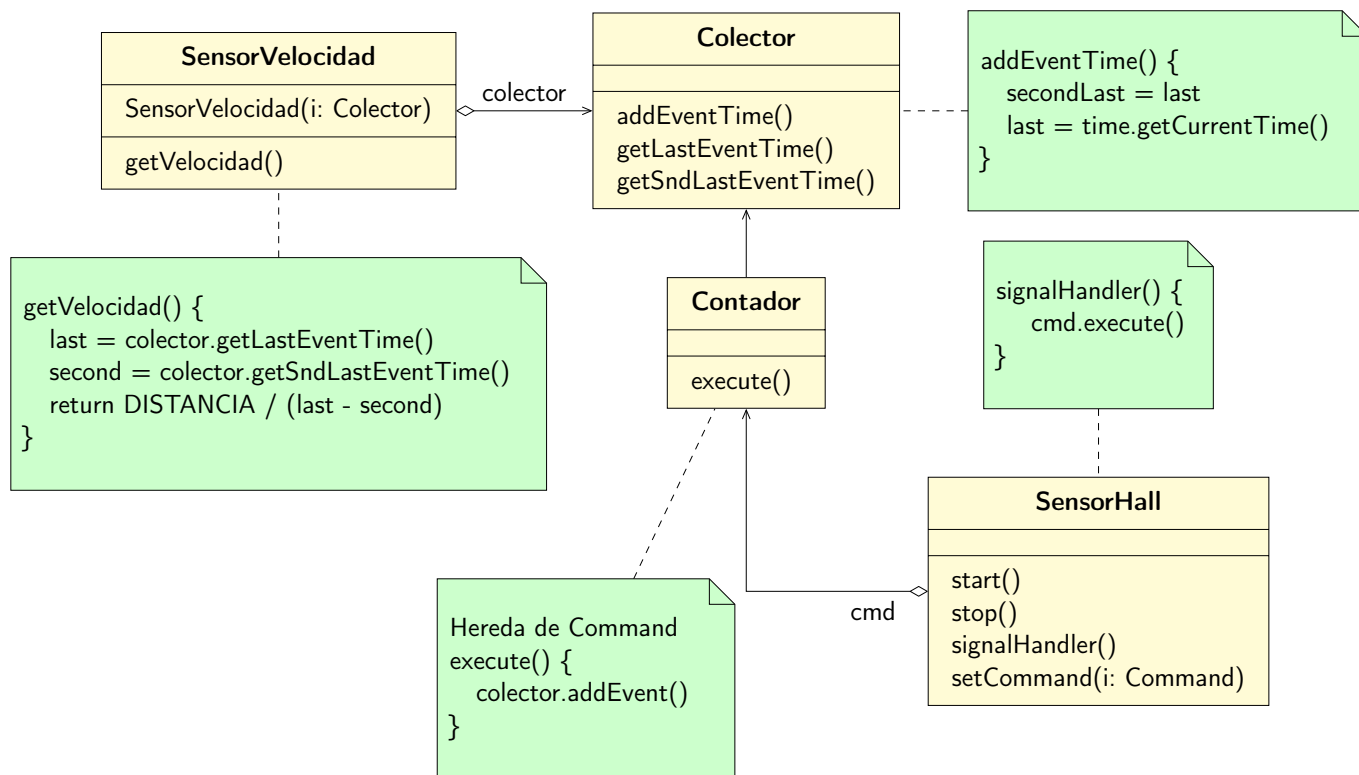 SensorVelocidad
SensorVelocidad(i: Colector)
getVelocidad()
colector
Colector
addEventTime()
getLastEventTime()
getSndLastEventTime()
addEventTime() {
secondLast = last
last = time.getCurrentTime()
}
getVelocidad() {
last = colector.getLastEventTime()
second = colector.getSndLastEventTime()
return DISTANCIA / (last - second)
}
Contador
execute()
signalHandler() {
cmd.execute()
}
SensorHall
start()
stop()
signalHandler()
setCommand(i: Command)
cmd
Hereda de Command
execute() {
colector.addEvent()
}